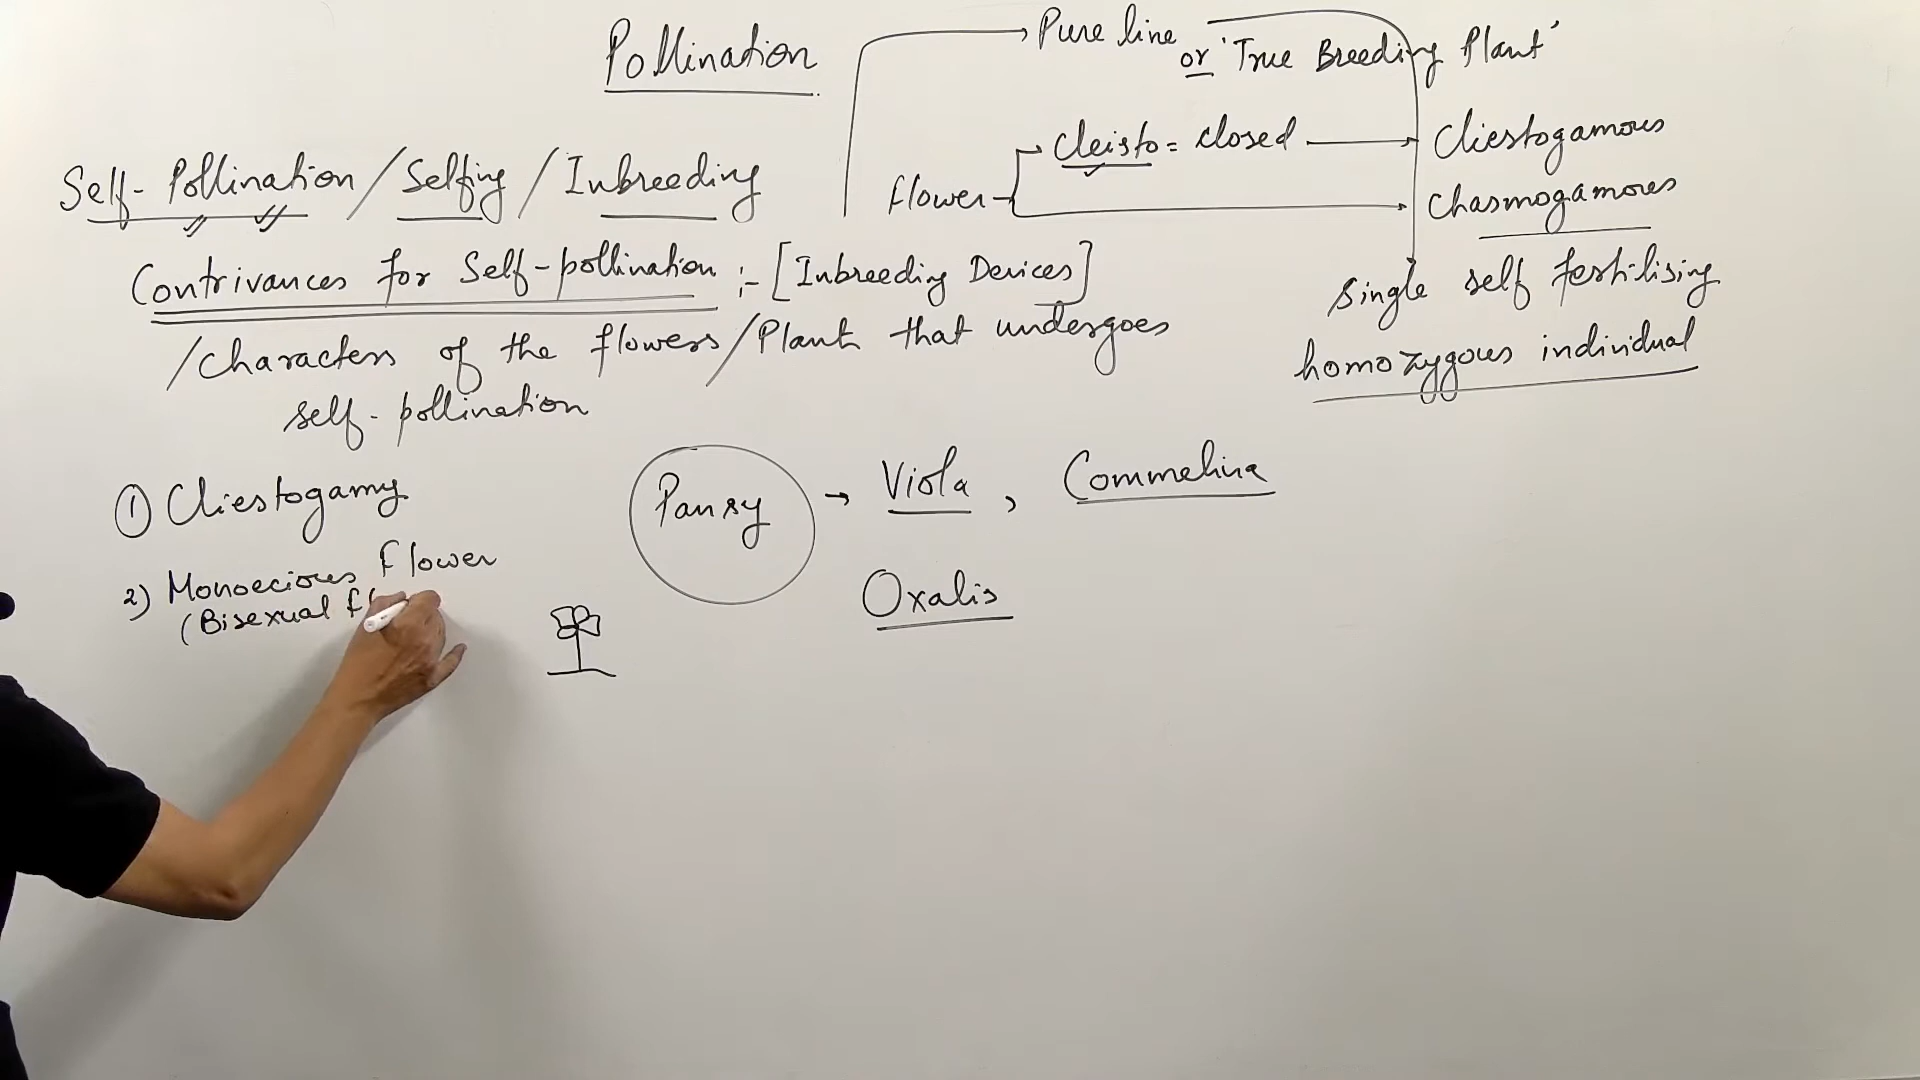 Pollination
Pure line
or 'True Breeding Plant'
Cleisto = closed
Cliestogamous
Self-Pollination / Selfing / Inbreeding
flower
Chasmogamous
Contrivances for Self-pollination :- [Inbreeding Devices]
single self fertilising
/characters of the flowers/Plant that undergoes
homozygous individual
self-pollination
① Cliestogamy
Pansy → Viola, Commelina
2) Monoecious flower
(Bisexual fl
Oxalis